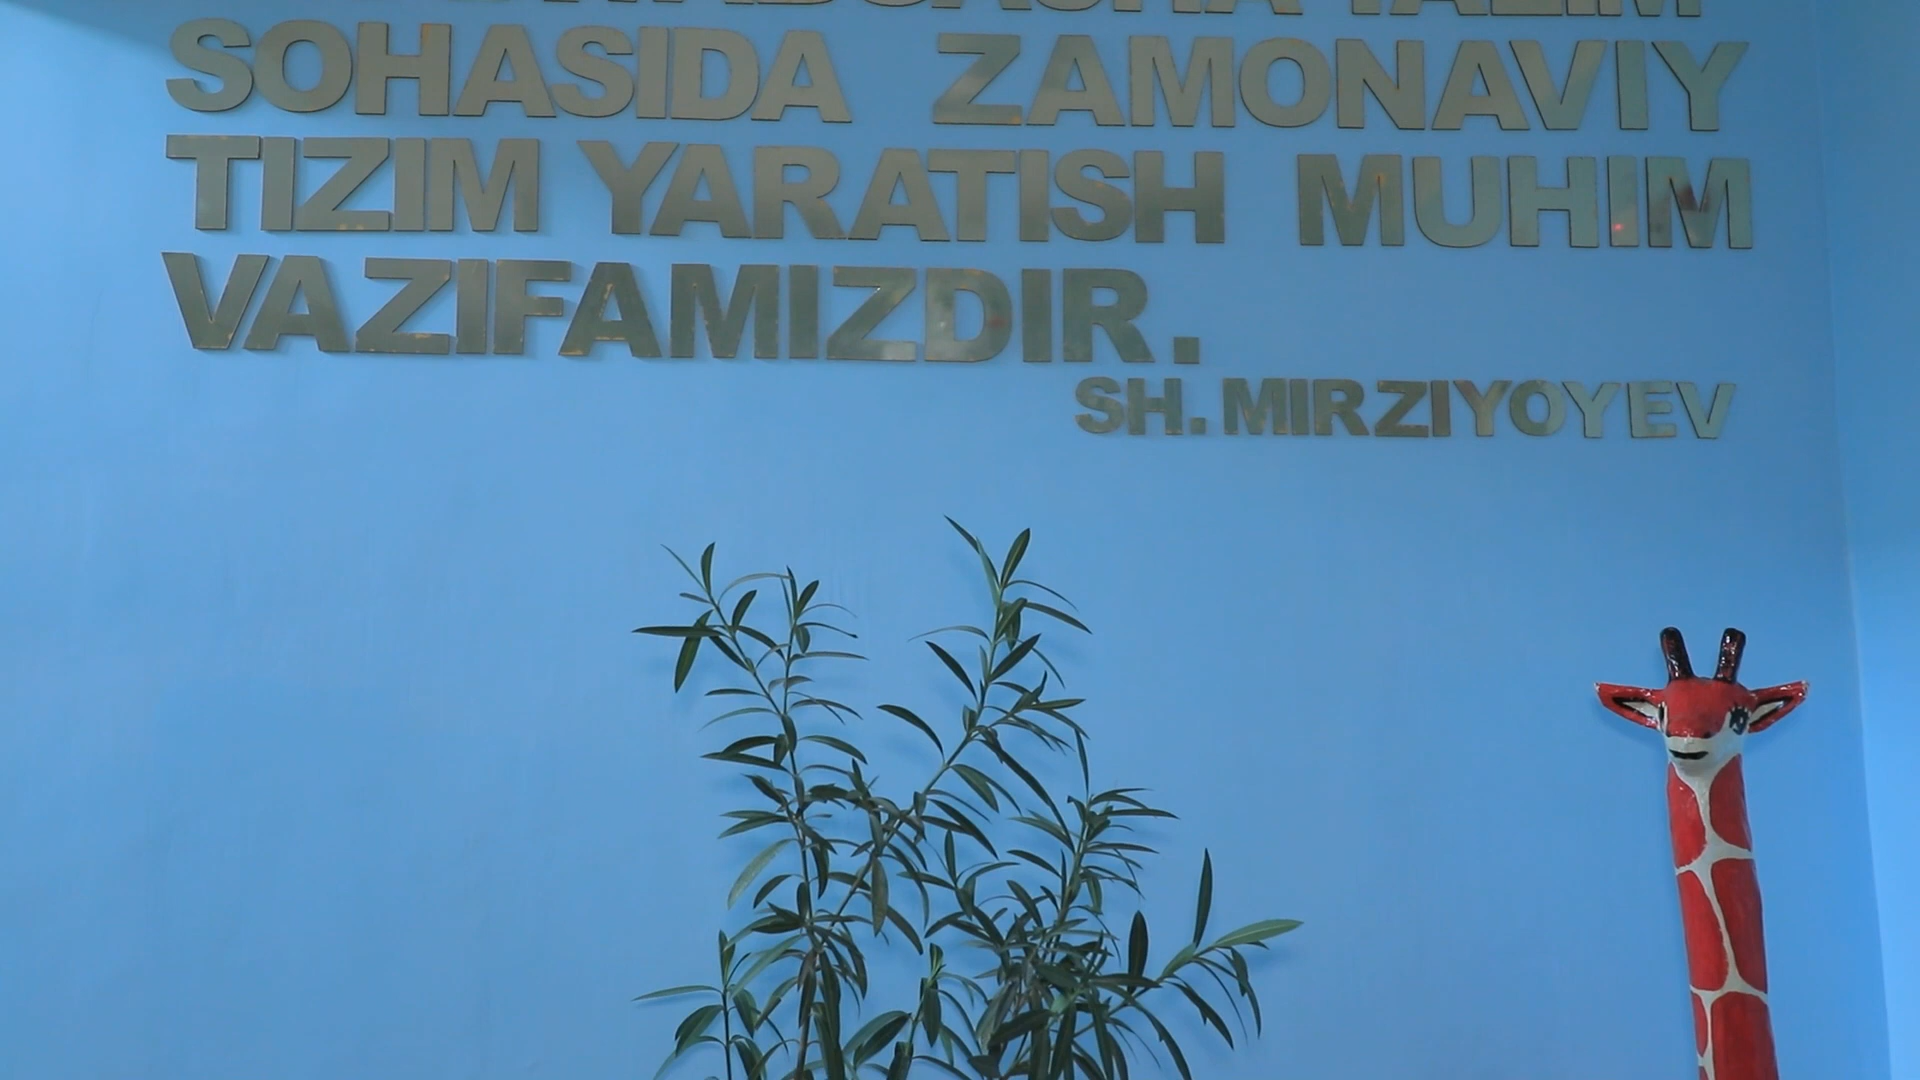 SOHASIDA ZAMONAVIY
TIZIM YARATISH MUHIM
VAZIFAMIZDIR.
SH. MIRZIYOYEV